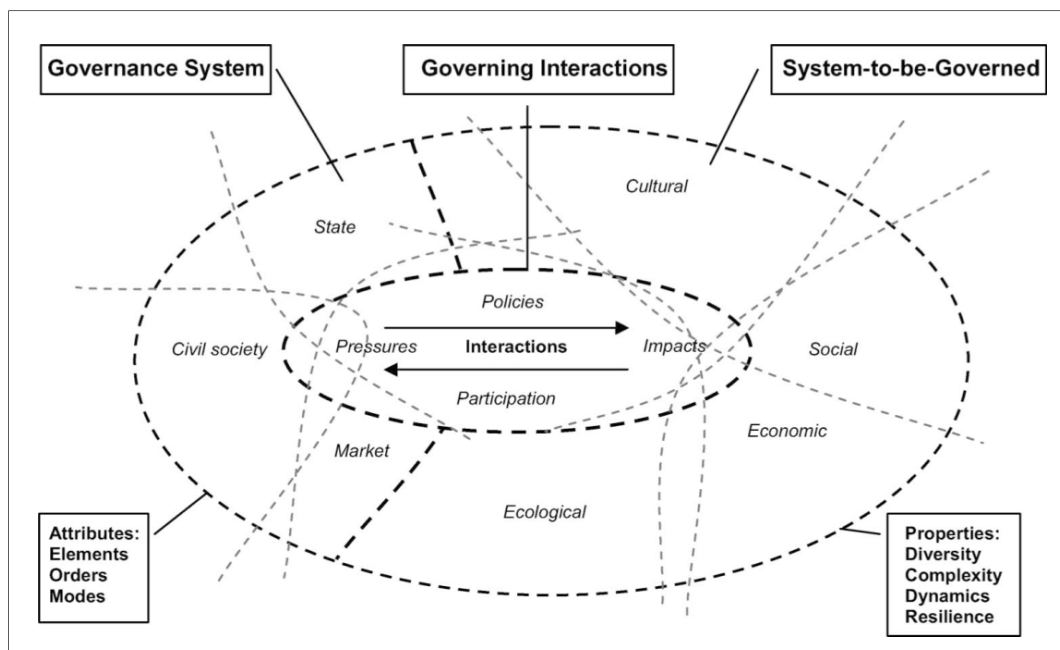 Governance System
Governing Interactions
System-to-be-Governed
Cultural
State
Policies
Civil society
Pressures
Interactions
Impacts
Social
Participation
Economic
Market
Ecological
Attributes:
Elements
Orders
Modes
Properties:
Diversity
Complexity
Dynamics
Resilience